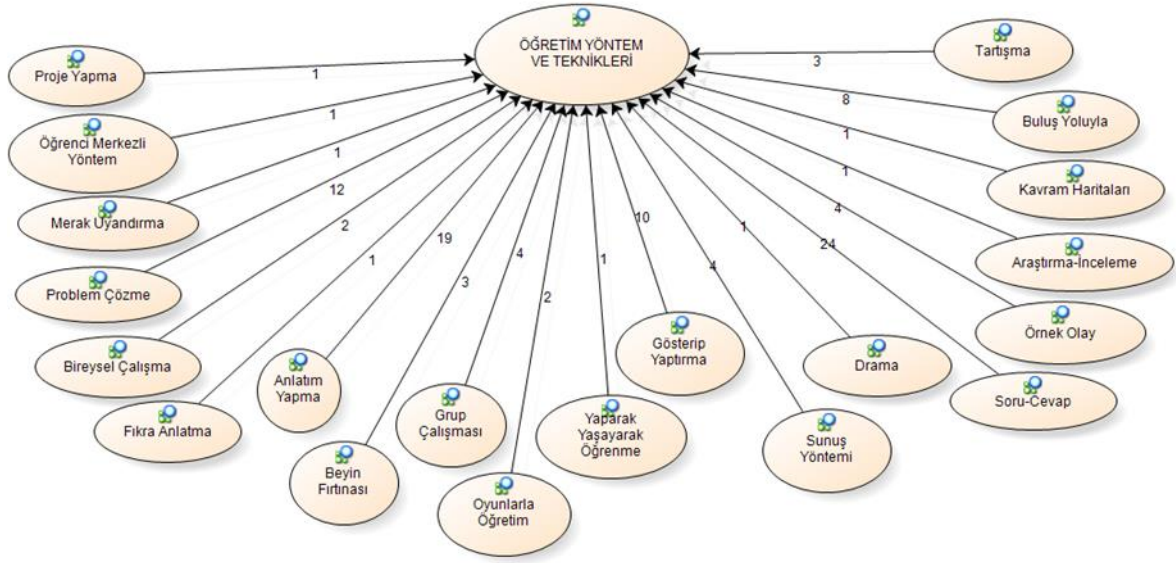 ÖĞRETİM YÖNTEM
VE TEKNİKLERİ
Proje Yapma
1
Öğrenci Merkezli
Yöntem
1
Merak Uyandırma
1
Problem Çözme
12
Bireysel Çalışma
2
Fıkra Anlatma
1
Anlatım
Yapma
19
Beyin
Fırtınası
3
Grup
Çalışması
4
Oyunlarla
Öğretim
2
Yaparak
Yaşayarak
Öğrenme
1
Gösterip
Yaptırma
10
Sunuş
Yöntemi
4
Drama
1
Soru-Cevap
24
Örnek Olay
4
Araştırma-İnceleme
1
Kavram Haritaları
1
Buluş Yoluyla
8
Tartışma
3